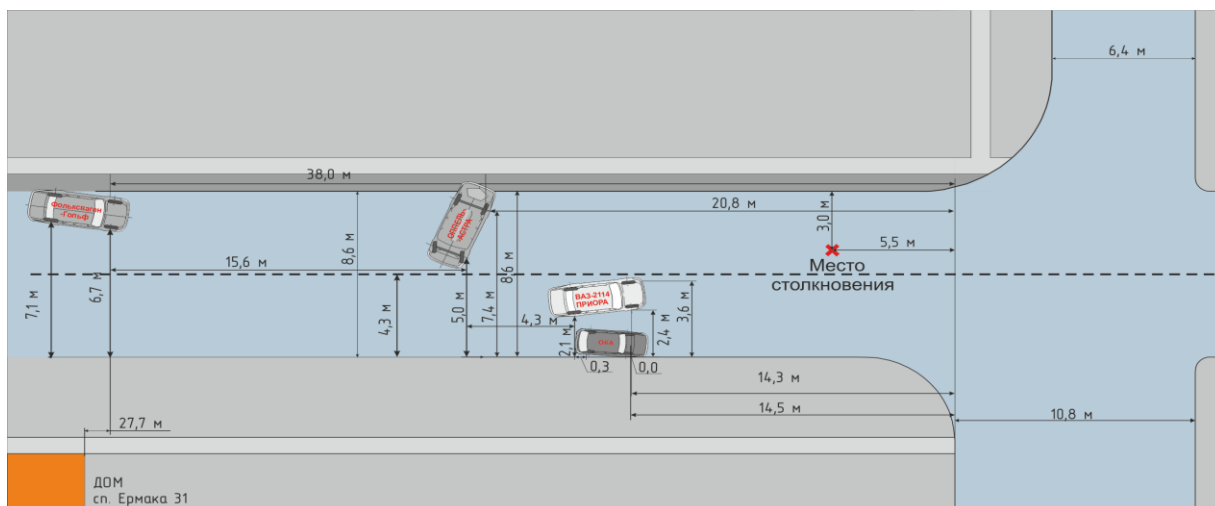 6,4 м
38,0 м
Фольксваген
-Гольф
ОПЕЛЬ-
АСТРА
20,8 м
3,0 м
5,5 м
Место
столкновения
8,6 м
8,6 м
15,6 м
7,1 м
6,7 м
4,3 м
5,0 м
7,4 м
4,3 м
ВАЗ-2114
ПРИОРА
3,6 м
2,4 м
2,1 м
Ока
0,3
0,0
14,3 м
14,5 м
10,8 м
27,7 м
ДОМ
сп. Ермака 31